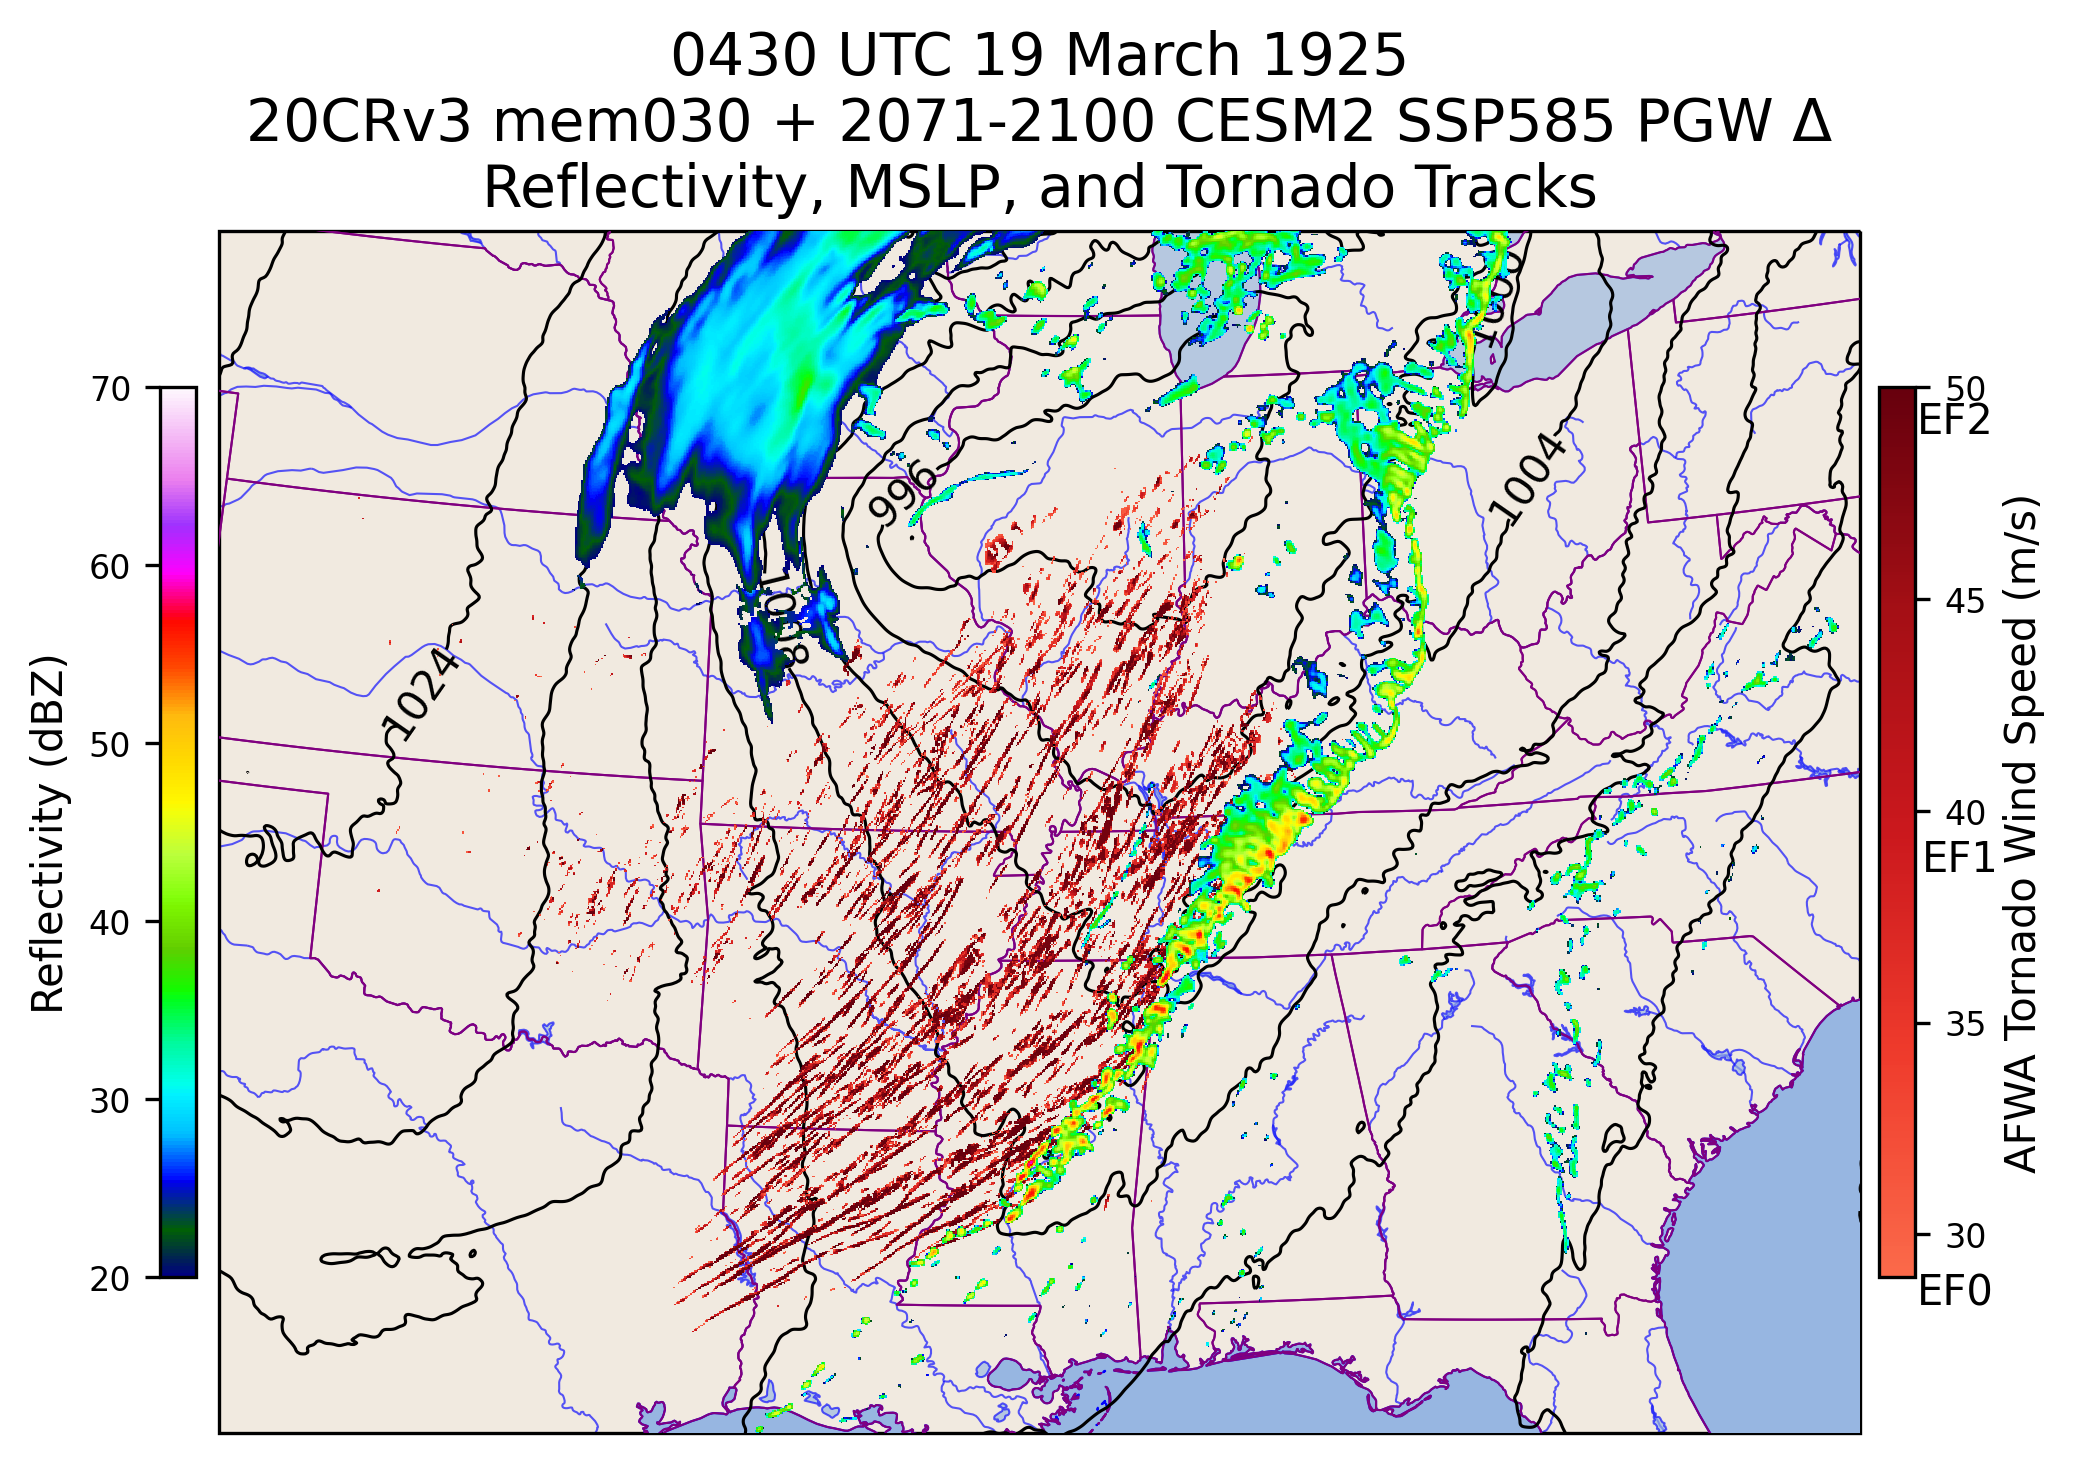 0430 UTC 19 March 1925
20CRv3 mem030 + 2071-2100 CESM2 SSP585 PGW Δ
Reflectivity, MSLP, and Tornado Tracks
70
60
50
40
30
20
Reflectivity (dBZ)
1024
996
1008
1004
1000
50
EF2
45
40
EF1
35
30
EF0
AFWA Tornado Wind Speed (m/s)